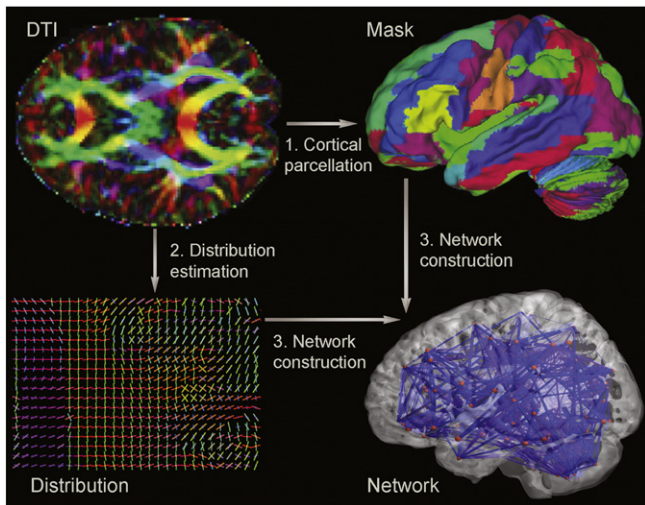 DTI
Mask
1. Cortical
parcellation
2. Distribution
estimation
3. Network
construction
3. Network
construction
Distribution
Network